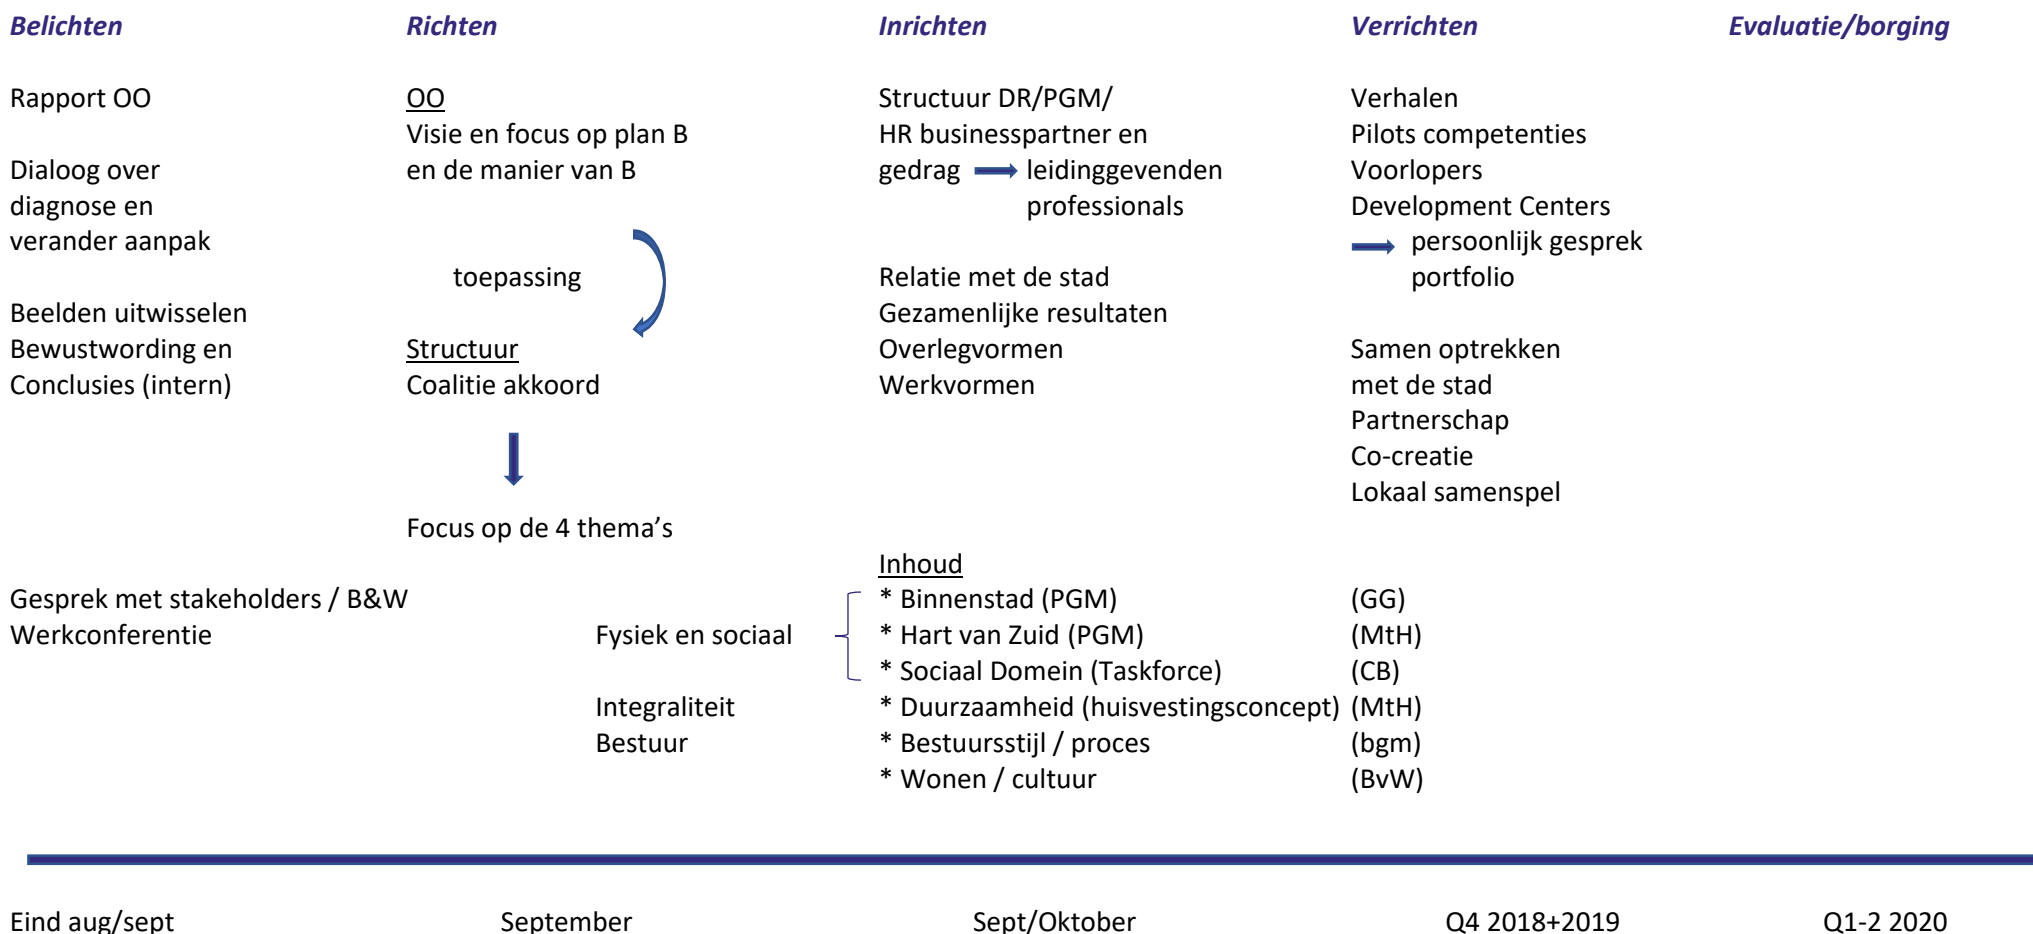 Belichten
Richten
Inrichten
Verrichten
Evaluatie/borging
Rapport OO
Dialoog over
diagnose en
verander aanpak
Beelden uitwisselen
Bewustwording en
Conclusies (intern)
Gesprek met stakeholders / B&W
Werkconferentie
OO
Visie en focus op plan B
en de manier van B
toepassing
Structuur
Coalitie akkoord
Focus op de 4 thema's
Fysiek en sociaal
Integraliteit
Bestuur
Structuur DR/PGM/
HR businesspartner en
gedrag leidinggevenden
professionals
Relatie met de stad
Gezamenlijke resultaten
Overlegvormen
Werkvormen
Inhoud
* Binnenstad (PGM)
* Hart van Zuid (PGM)
* Sociaal Domein (Taskforce)
* Duurzaamheid (huisvestingsconcept)
* Bestuursstijl / proces
* Wonen / cultuur
Verhalen
Pilots competenties
Voorlopers
Development Centers
persoonlijk gesprek
portfolio
Samen optrekken
met de stad
Partnerschap
Co-creatie
Lokaal samenspel
(GG)
(MtH)
(CB)
(MtH)
(bgm)
(BvW)
Eind aug/sept
September
Sept/Oktober
Q4 2018+2019
Q1-2 2020